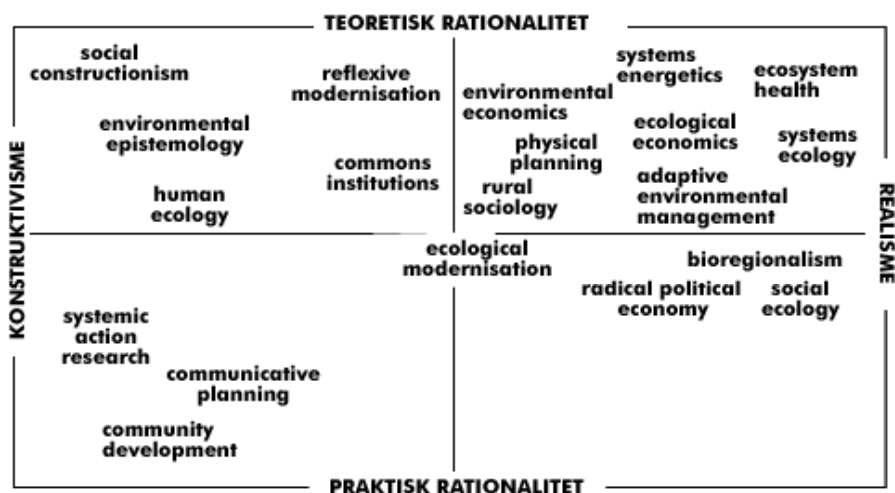 TEORETISK RATIONALITET
social
constructionism
reflexive
modernisation
environmental
epistemology
commons
institutions
human
ecology
systems
energetics
ecosystem
health
environmental
economics
ecological
economics
systems
ecology
physical
planning
rural
sociology
adaptive
environmental
management
KONSTRUKTIVISME
REALISME
ecological
modernisation
bioregionalism
radical political
economy
social
ecology
systemic
action
research
communicative
planning
community
development
PRAKTISK RATIONALITET